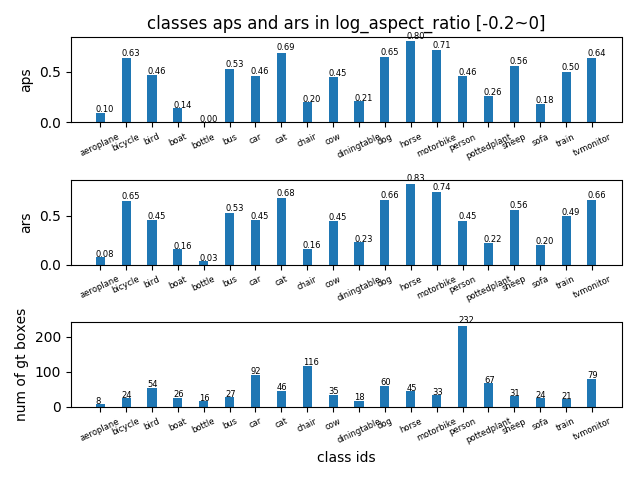 classes aps and ars in log_aspect_ratio [-0.2~0]
aps
0.5
0.0
0.10 0.63 0.46 0.14 0.00 0.53 0.46 0.69 0.20 0.45 0.21 0.65 0.80 0.71 0.46 0.26 0.56 0.18 0.50 0.64
aeroplane bicycle bird boat bottle bus car cat chair cow diningtable dog horse motorbike person pottedplant sheep sofa train tvmonitor
ars
0.5
0.0
0.08 0.65 0.45 0.16 0.03 0.53 0.45 0.68 0.16 0.45 0.23 0.66 0.83 0.74 0.45 0.22 0.56 0.20 0.49 0.66
aeroplane bicycle bird boat bottle bus car cat chair cow diningtable dog horse motorbike person pottedplant sheep sofa train tvmonitor
num of gt boxes
200
100
0
8 24 54 26 16 27 92 46 116 35 18 60 45 33 232 67 31 24 21 79
aeroplane bicycle bird boat bottle bus car cat chair cow diningtable dog horse motorbike person pottedplant sheep sofa train tvmonitor
class ids